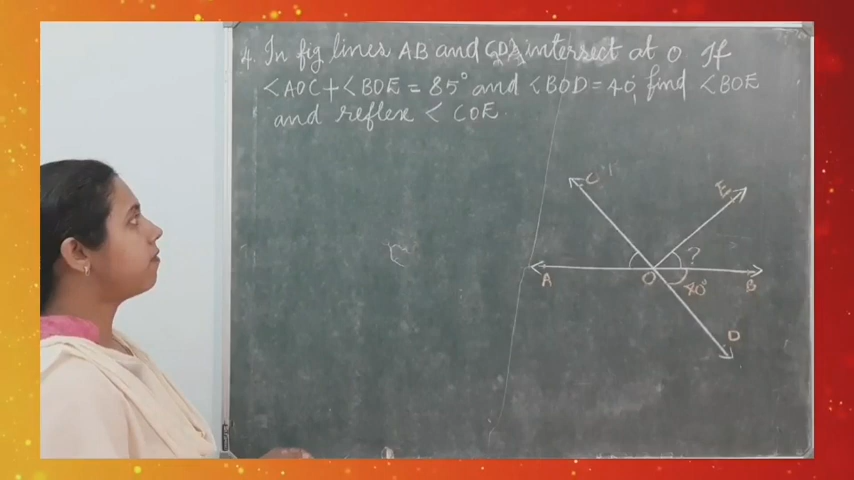 4. In fig lines AB and CD intersect at O. If
<AOC + <BOE = 85° and <BOD = 40, find <BOE
and reflex < COE.
C
E
?
A
O
40°
B
D